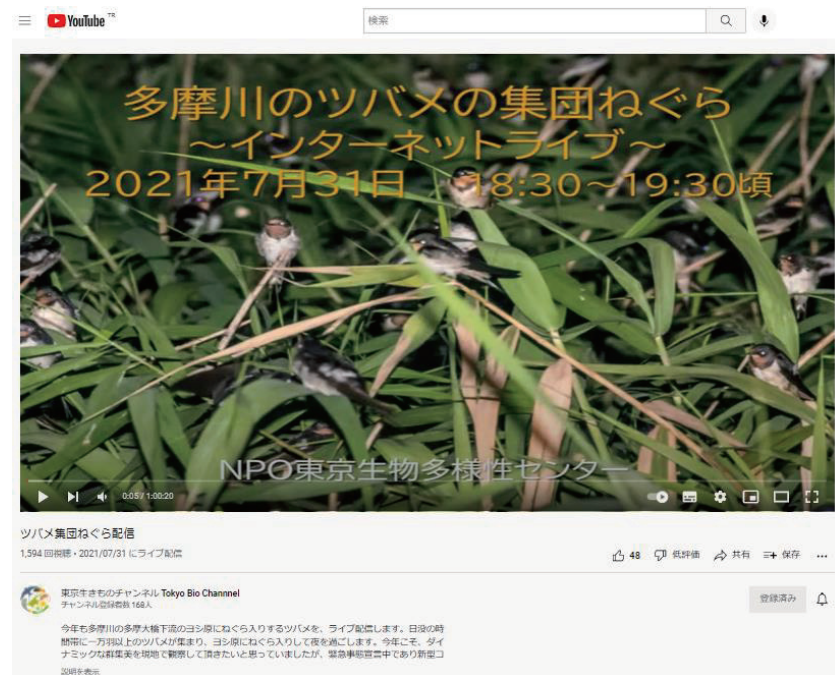 YouTube TR
検索
多摩川のツバメの集団ねぐら
～インターネットライブ～
2021年7月31日 18:30～19:30頃
NPO東京生物多様性センター
0:05 / 1:00:20
ツバメ集団ねぐら配信
1,594 回視聴・2021/07/31 にライブ配信
48 低評価 共有 保存
東京生きものチャンネル Tokyo Bio Channnel
チャンネル登録者数 168人
登録済み
今年も多摩川の多摩大橋下流のヨシ原にねぐら入りするツバメを、ライブ配信します。日没の時
間帯に一万羽以上のツバメが集まり、ヨシ原にねぐら入りして夜を過ごします。今年こそ、ダイ
ナミックな群集美を現地で観察して頂きたいと思っていましたが、緊急事態宣言中であり新型コ
説明を表示